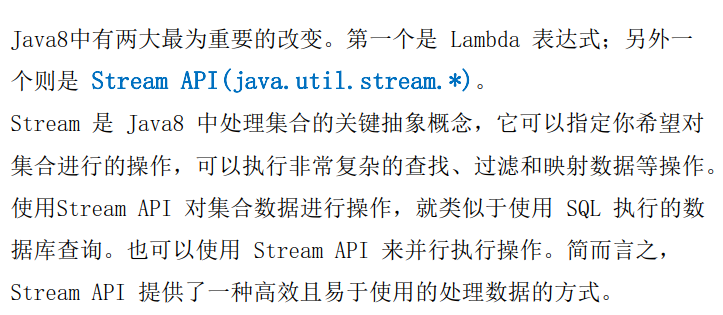 Java8中有两大最为重要的改变。第一个是 Lambda 表达式；另外一
个则是 Stream API(java.util.stream.*)。
Stream 是 Java8 中处理集合的关键抽象概念，它可以指定你希望对
集合进行的操作，可以执行非常复杂的查找、过滤和映射数据等操作。
使用Stream API 对集合数据进行操作，就类似于使用 SQL 执行的数
据库查询。也可以使用 Stream API 来并行执行操作。简而言之，
Stream API 提供了一种高效且易于使用的处理数据的方式。